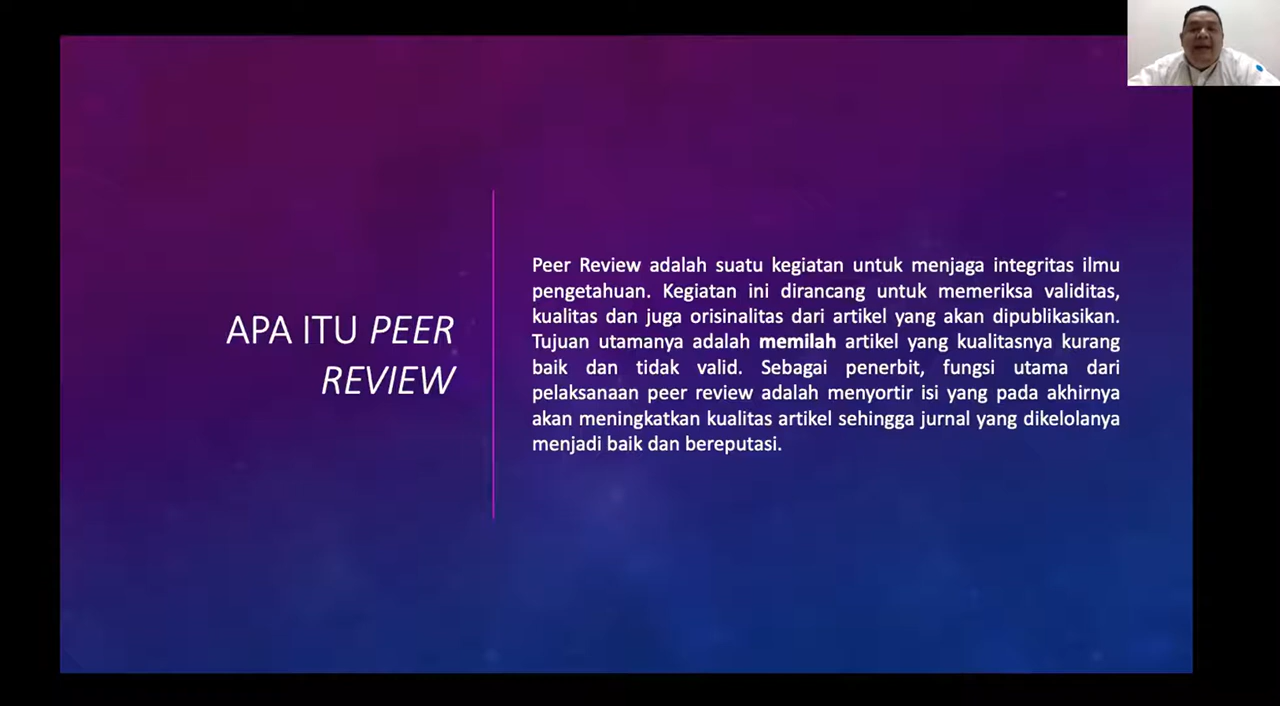 APA ITU PEER
REVIEW
Peer Review adalah suatu kegiatan untuk menjaga integritas ilmu
pengetahuan. Kegiatan ini dirancang untuk memeriksa validitas,
kualitas dan juga orisinalitas dari artikel yang akan dipublikasikan.
Tujuan utamanya adalah memilah artikel yang kualitasnya kurang
baik dan tidak valid. Sebagai penerbit, fungsi utama dari
pelaksanaan peer review adalah menyortir isi yang pada akhirnya
akan meningkatkan kualitas artikel sehingga jurnal yang dikelolanya
menjadi baik dan bereputasi.